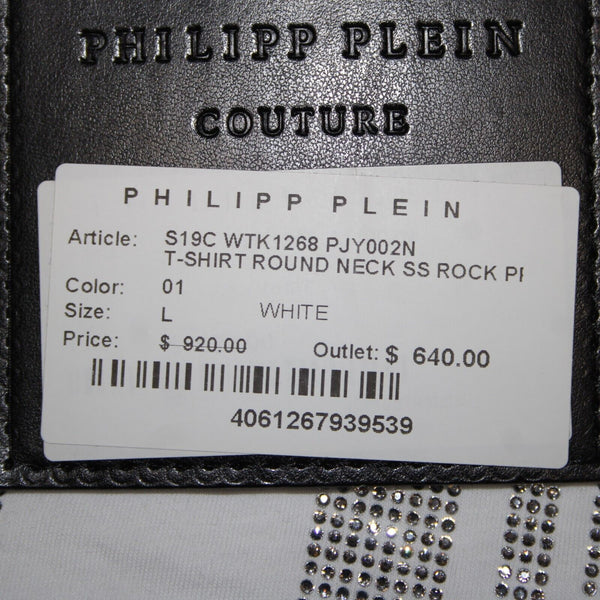 PHILIPP PLEIN
COUTURE
PHILIPP PLEIN
Article: S19C WTK1268 PJY002N
T-SHIRT ROUND NECK SS ROCK
Color: 01
Size: L WHITE
Price: $ 920.00 Outlet: $ 640.00
4061267939539